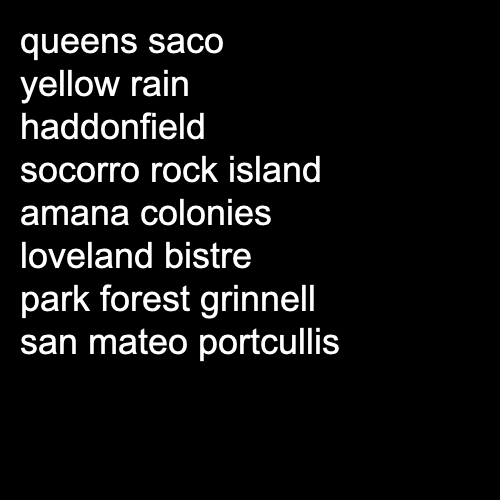 queens saco
yellow rain
haddonfield
socorro rock island
amana colonies
loveland bistre
park forest grinnell
san mateo portcullis